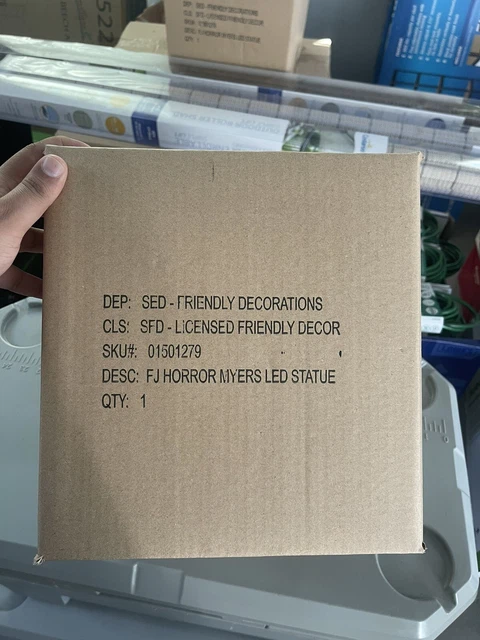 DEP: SED - FRIENDLY DECORATIONS
CLS: SFD - LICENSED FRIENDLY DECOR
SKU#: 01501279
DESC: FJ HORROR MYERS LED STATUE
QTY: 1